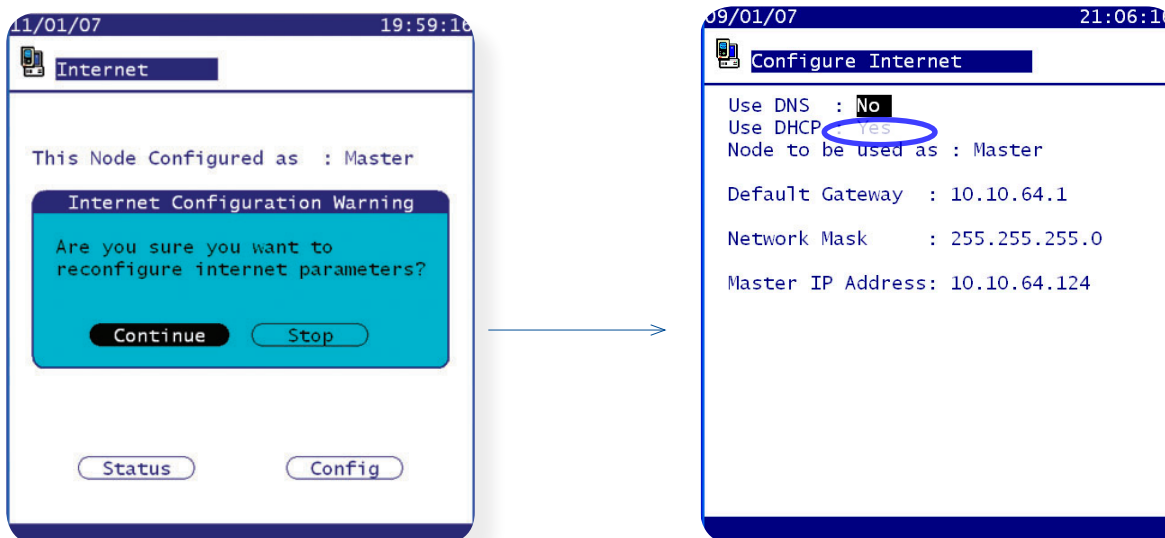 11/01/07 19:59:16
Internet
This Node Configured as : Master
Internet Configuration Warning
Are you sure you want to
reconfigure internet parameters?
Continue Stop
Status Config
09/01/07 21:06:16
Configure Internet
Use DNS : No
Use DHCP : Yes
Node to be used as : Master
Default Gateway : 10.10.64.1
Network Mask : 255.255.255.0
Master IP Address: 10.10.64.124